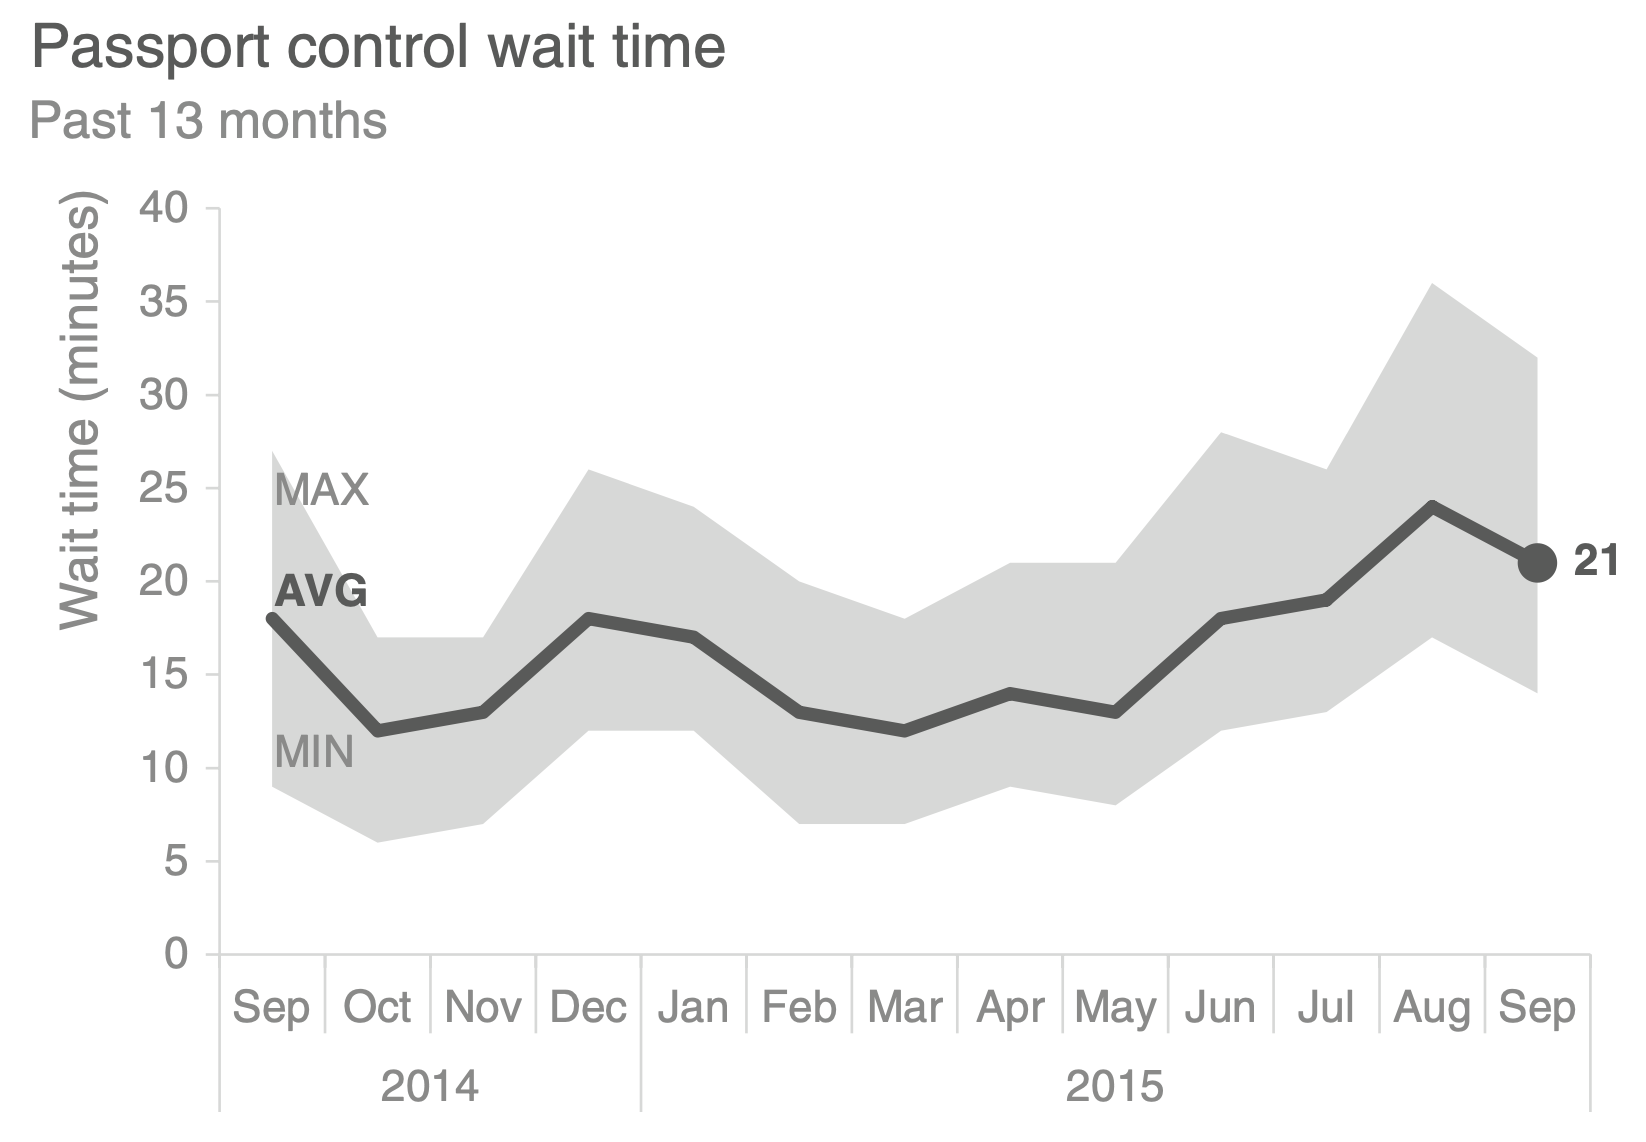 Passport control wait time
Past 13 months
Wait time (minutes)
40
35
30
25
20
15
10
5
0
MAX
AVG
MIN
21
Sep Oct Nov Dec Jan Feb Mar Apr May Jun Jul Aug Sep
2014 2015